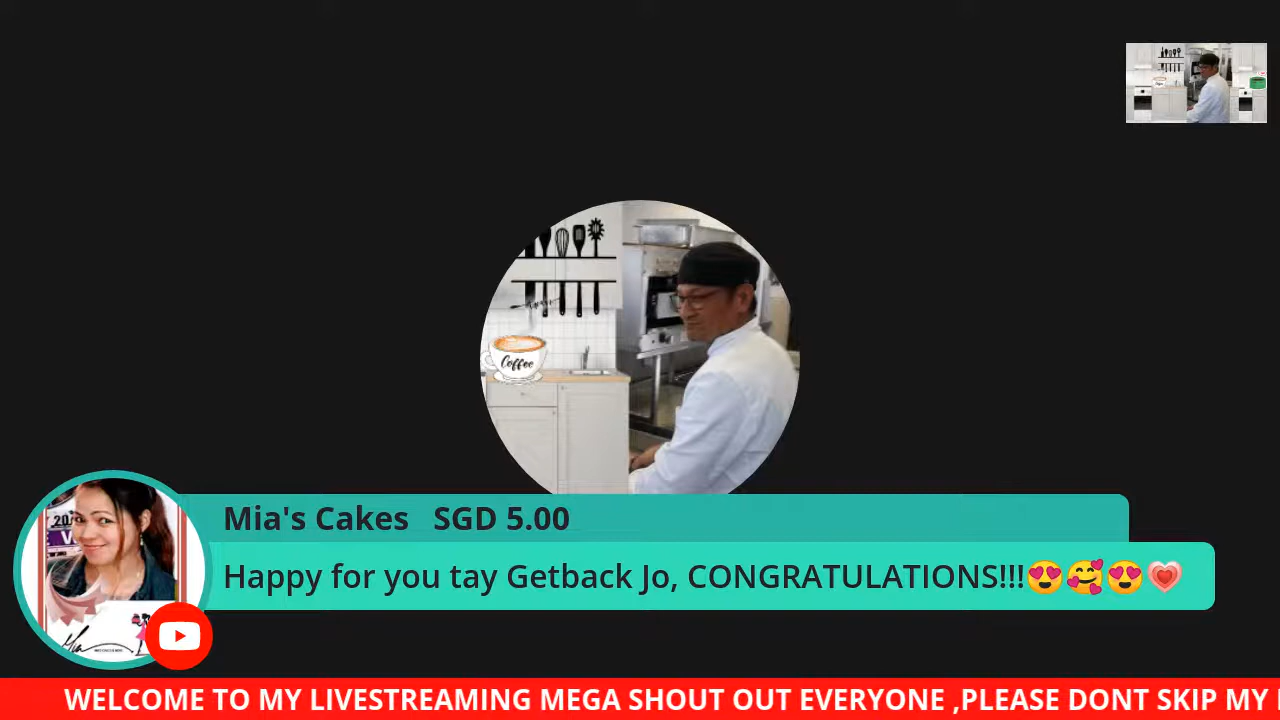 Coffee
Mia's Cakes SGD 5.00
Happy for you tay Getback Jo, CONGRATULATIONS!!!😍🥰😍💗
Mia
WELCOME TO MY LIVESTREAMING MEGA SHOUT OUT EVERYONE ,PLEASE DONT SKIP MY